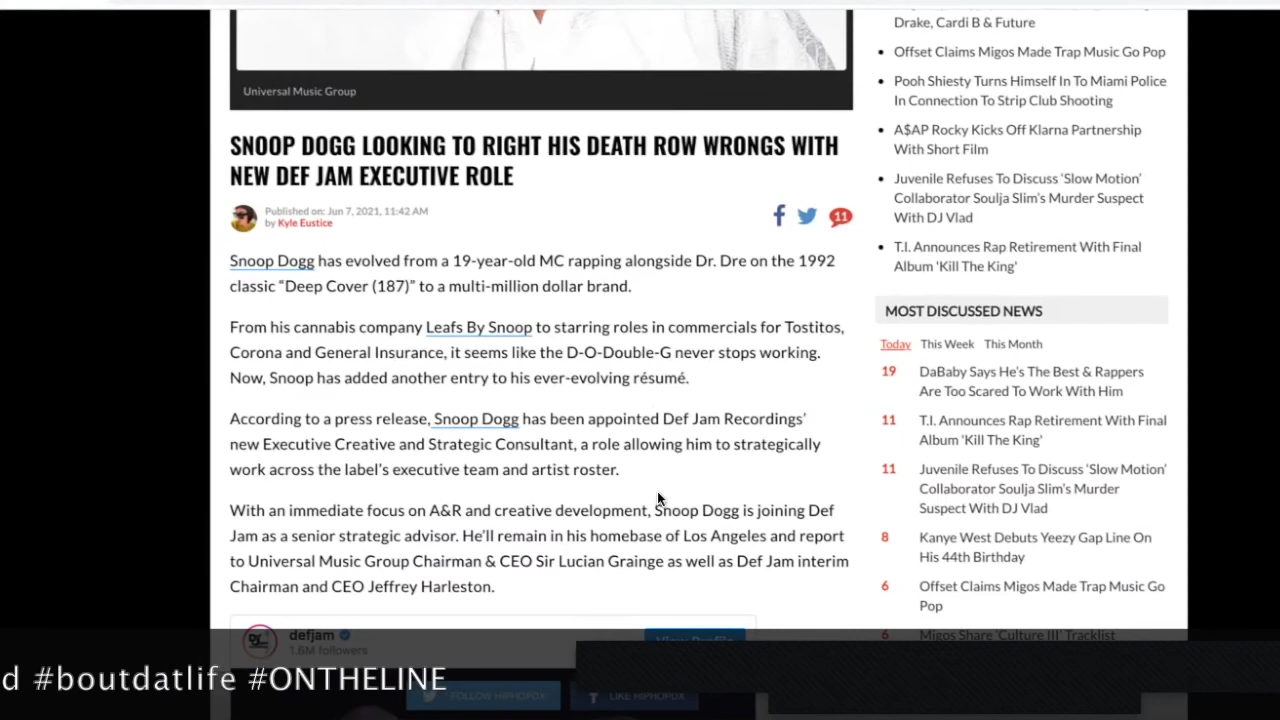 Universal Music Group
SNOOP DOGG LOOKING TO RIGHT HIS DEATH ROW WRONGS WITH
NEW DEF JAM EXECUTIVE ROLE
Published on: Jun 7, 2021, 11:42 AM
by Kyle Eustice
11
Snoop Dogg has evolved from a 19-year-old MC rapping alongside Dr. Dre on the 1992
classic “Deep Cover (187)” to a multi-million dollar brand.
From his cannabis company Leafs By Snoop to starring roles in commercials for Tostitos,
Corona and General Insurance, it seems like the D-O-Double-G never stops working.
Now, Snoop has added another entry to his ever-evolving résumé.
According to a press release, Snoop Dogg has been appointed Def Jam Recordings’
new Executive Creative and Strategic Consultant, a role allowing him to strategically
work across the label’s executive team and artist roster.
With an immediate focus on A&R and creative development, Snoop Dogg is joining Def
Jam as a senior strategic advisor. He’ll remain in his homebase of Los Angeles and report
to Universal Music Group Chairman & CEO Sir Lucian Grainge as well as Def Jam interim
Chairman and CEO Jeffrey Harleston.
defjam
1.6M followers
View Profile
FOLLOW HIPHOPDX
LIKE HIPHOPDX
Drake, Cardi B & Future
Offset Claims Migos Made Trap Music Go Pop
Pooh Shiesty Turns Himself In To Miami Police
In Connection To Strip Club Shooting
A$AP Rocky Kicks Off Klarna Partnership
With Short Film
Juvenile Refuses To Discuss ‘Slow Motion’
Collaborator Soulja Slim’s Murder Suspect
With DJ Vlad
T.I. Announces Rap Retirement With Final
Album 'Kill The King'
MOST DISCUSSED NEWS
Today This Week This Month
19 DaBaby Says He’s The Best & Rappers
Are Too Scared To Work With Him
11 T.I. Announces Rap Retirement With Final
Album 'Kill The King'
11 Juvenile Refuses To Discuss ‘Slow Motion’
Collaborator Soulja Slim’s Murder
Suspect With DJ Vlad
8 Kanye West Debuts Yeezy Gap Line On
His 44th Birthday
6 Offset Claims Migos Made Trap Music Go
Pop
6 Migos Share ‘Culture III’ Tracklist
d #boutdatlife #ONTHELINE